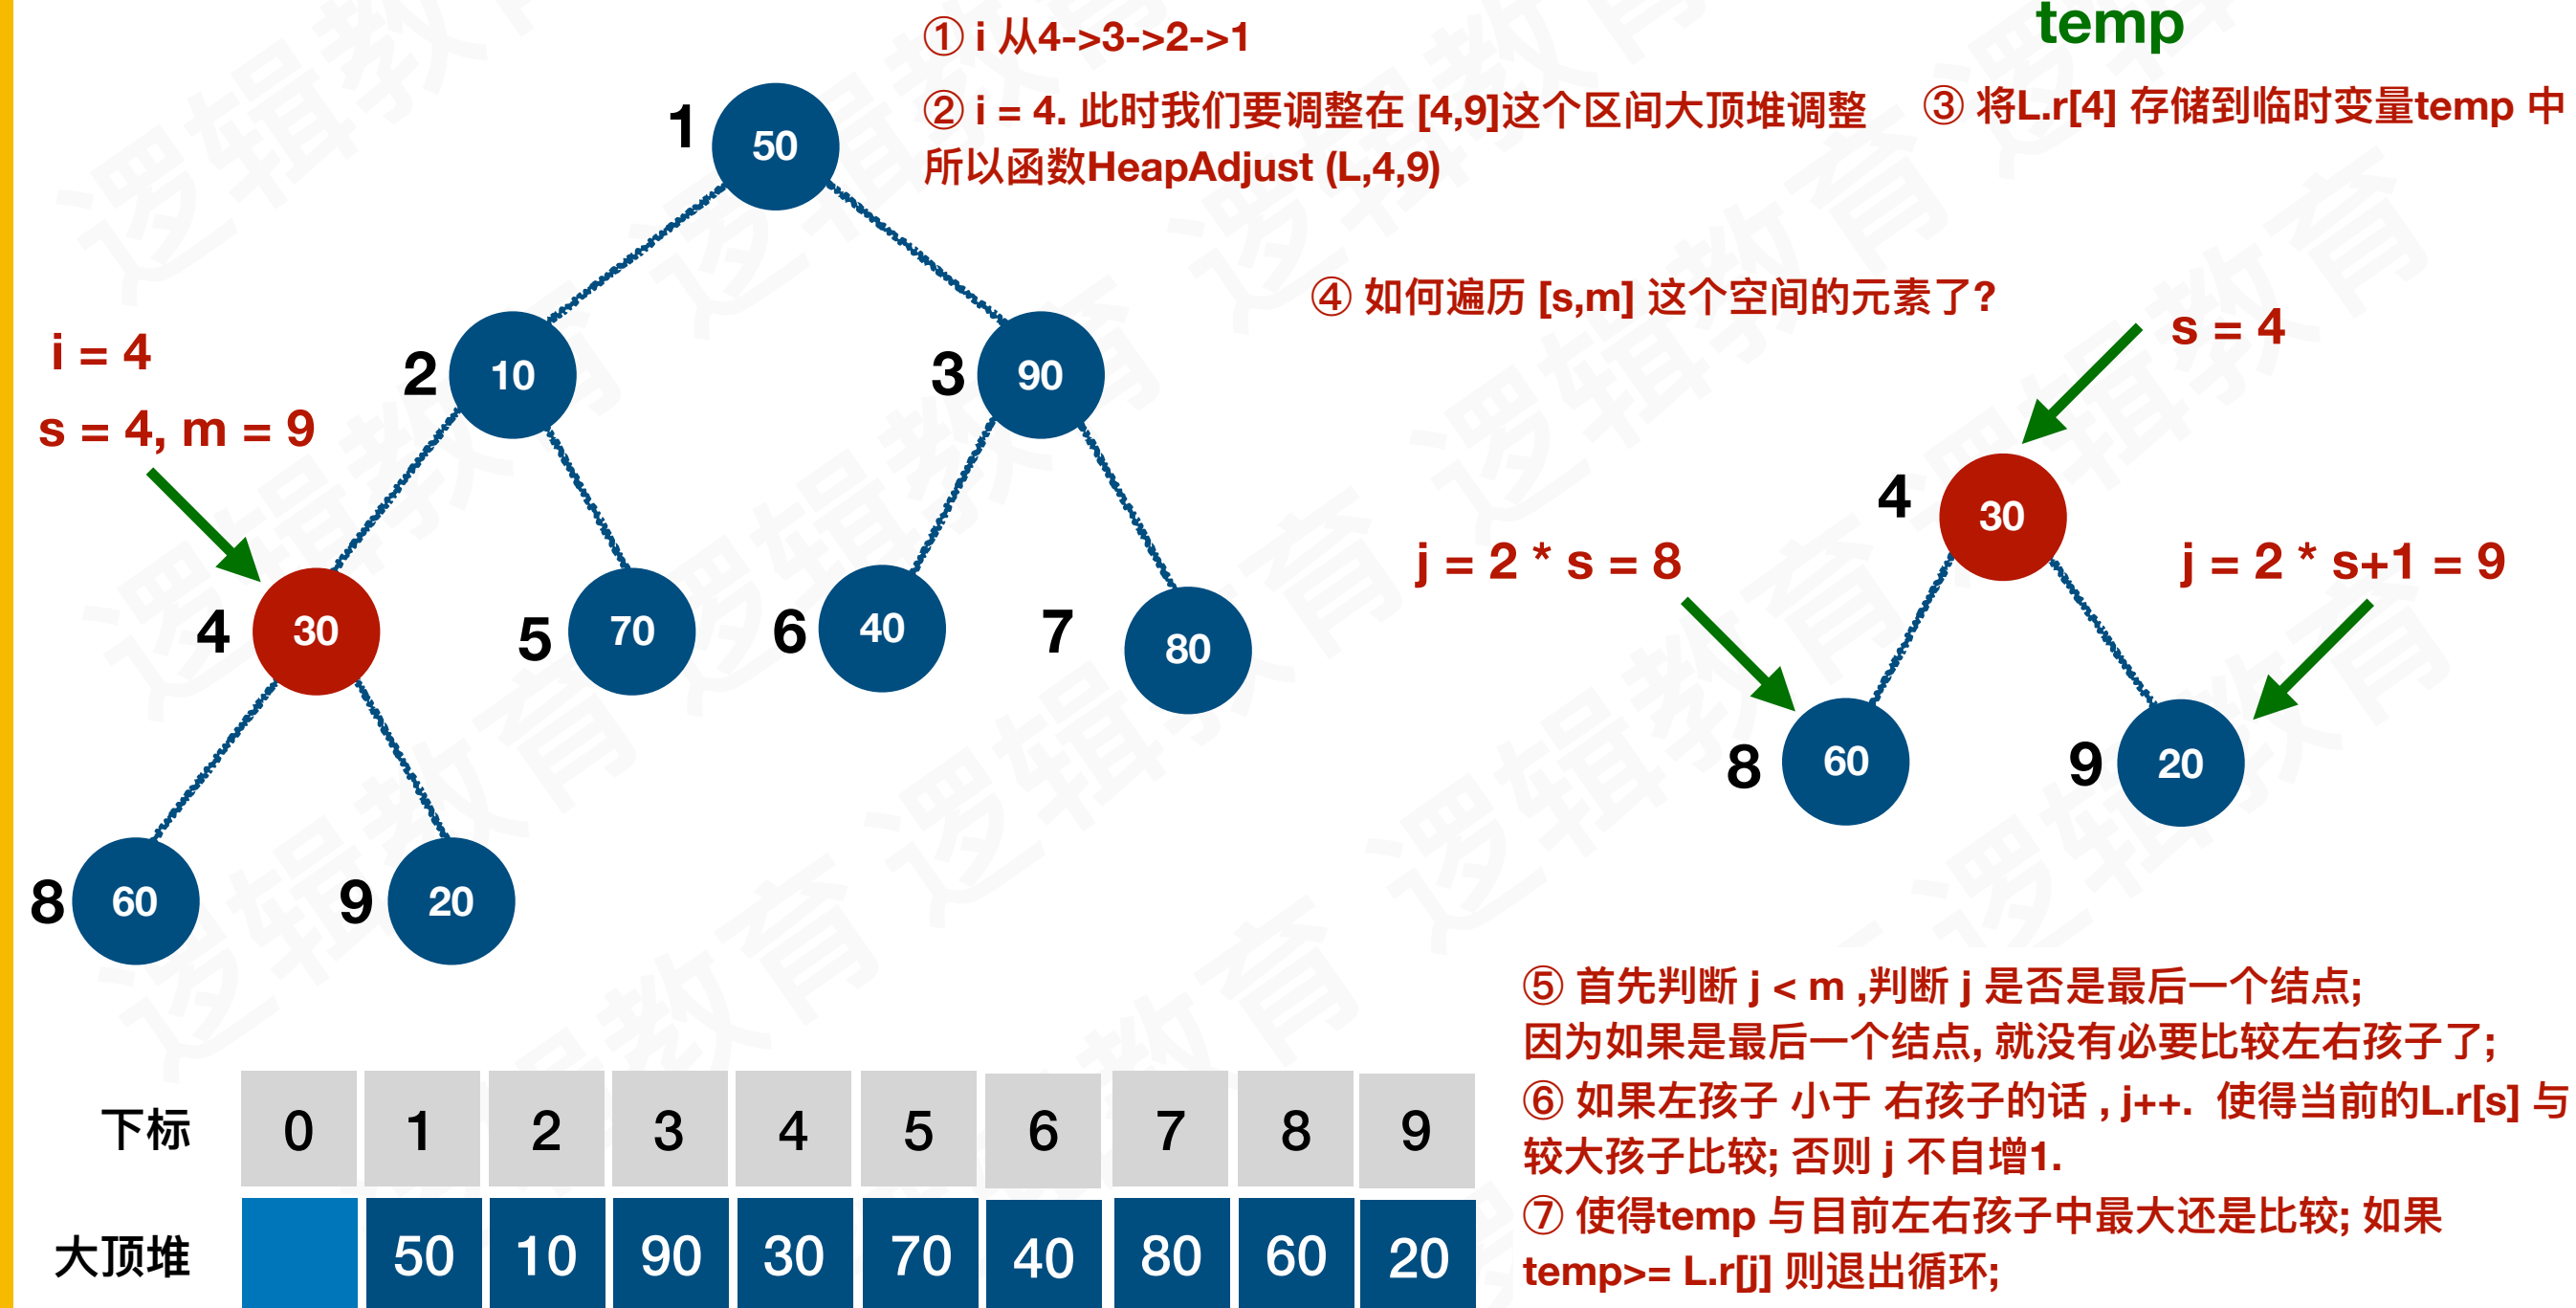 temp
① i 从4->3->2->1
② i = 4. 此时我们要调整在 [4,9]这个区间大顶堆调整
所以函数HeapAdjust (L,4,9)
③ 将L.r[4] 存储到临时变量temp 中
④ 如何遍历 [s,m] 这个空间的元素了?
1 50
i = 4
s = 4, m = 9
2 10
3 90
4 30
5 70
6 40
7 80
8 60
9 20
s = 4
4 30
j = 2 * s = 8
j = 2 * s+1 = 9
8 60
9 20
⑤ 首先判断 j < m ,判断 j 是否是最后一个结点;
因为如果是最后一个结点, 就没有必要比较左右孩子了;
⑥ 如果左孩子 小于 右孩子的话 , j++. 使得当前的L.r[s] 与
较大孩子比较; 否则 j 不自增1.
⑦ 使得temp 与目前左右孩子中最大还是比较; 如果
temp>= L.r[j] 则退出循环;
下标 0 1 2 3 4 5 6 7 8 9
大顶堆 50 10 90 30 70 40 80 60 20
逻辑教育